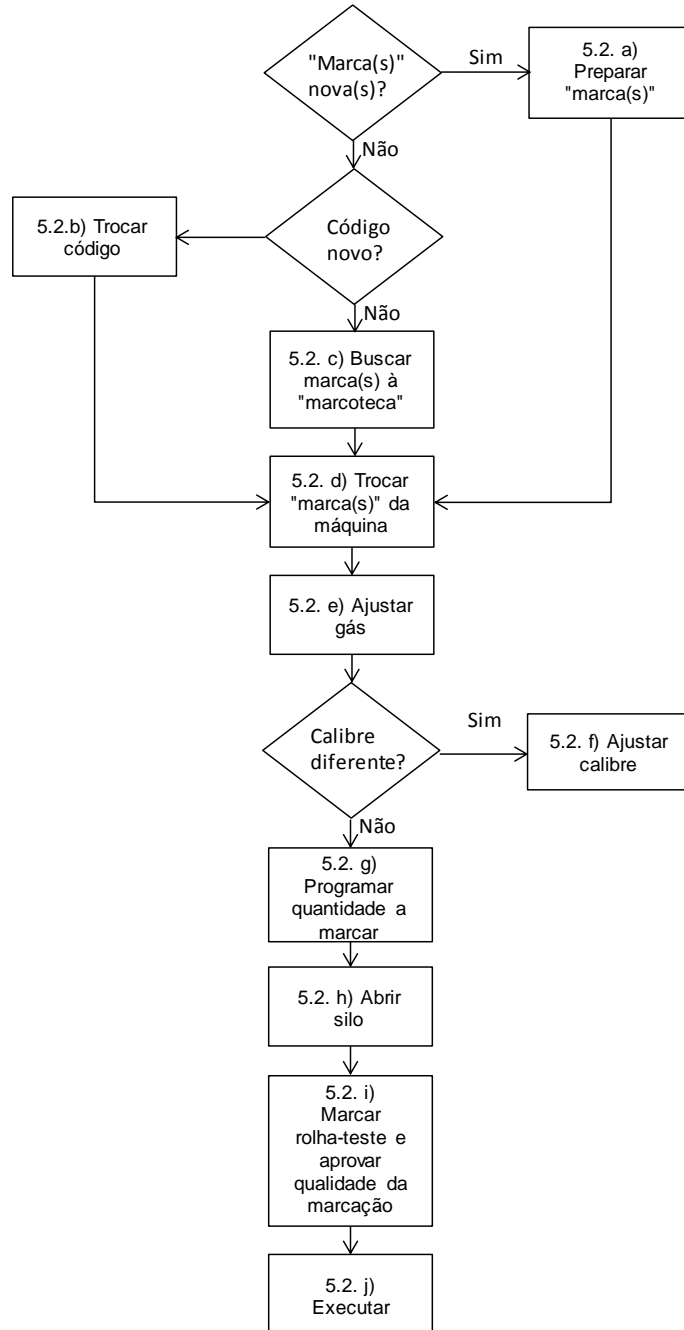 "Marca(s)"
nova(s)?
Sim
5.2. a)
Preparar
"marca(s)"
Não
5.2.b) Trocar
código
Código
novo?
Não
5.2. c) Buscar
marca(s) à
"marcoteca"
5.2. d) Trocar
"marca(s)" da
máquina
5.2. e) Ajustar
gás
Calibre
diferente?
Sim
5.2. f) Ajustar
calibre
Não
5.2. g)
Programar
quantidade a
marcar
5.2. h) Abrir
silo
5.2. i)
Marcar
rolha-teste e
aprovar
qualidade da
marcação
5.2. j)
Executar